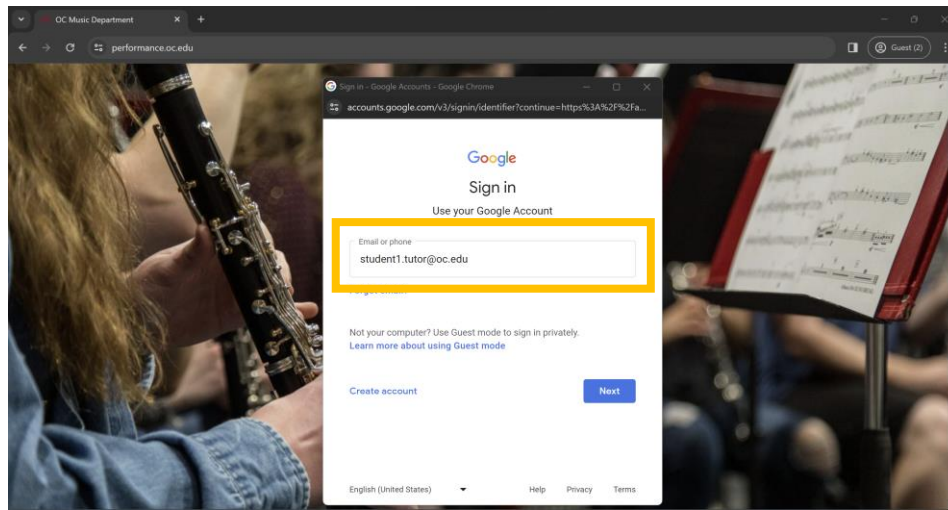 OC Music Department
performance.oc.edu
Guest (2)
Sign in - Google Accounts - Google Chrome
accounts.google.com/v3/signin/identifier?continue=https%3A%2F%2Fa...
Google
Sign in
Use your Google Account
Email or phone
student1.tutor@oc.edu
Not your computer? Use Guest mode to sign in privately.
Learn more about using Guest mode
Create account
Next
English (United States)
Help
Privacy
Terms